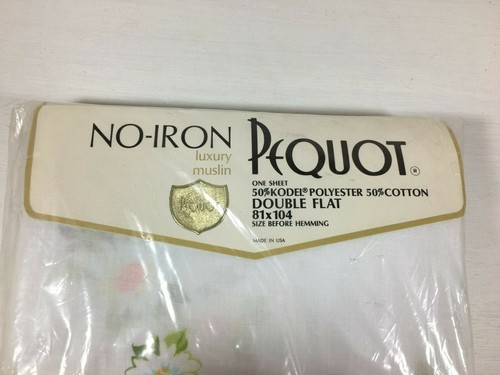 NO-IRON
luxury
muslin
PEQUOT
PEQUOT®
ONE SHEET
50%KODEL® POLYESTER 50%COTTON
DOUBLE FLAT
81x104
SIZE BEFORE HEMMING
MADE IN USA